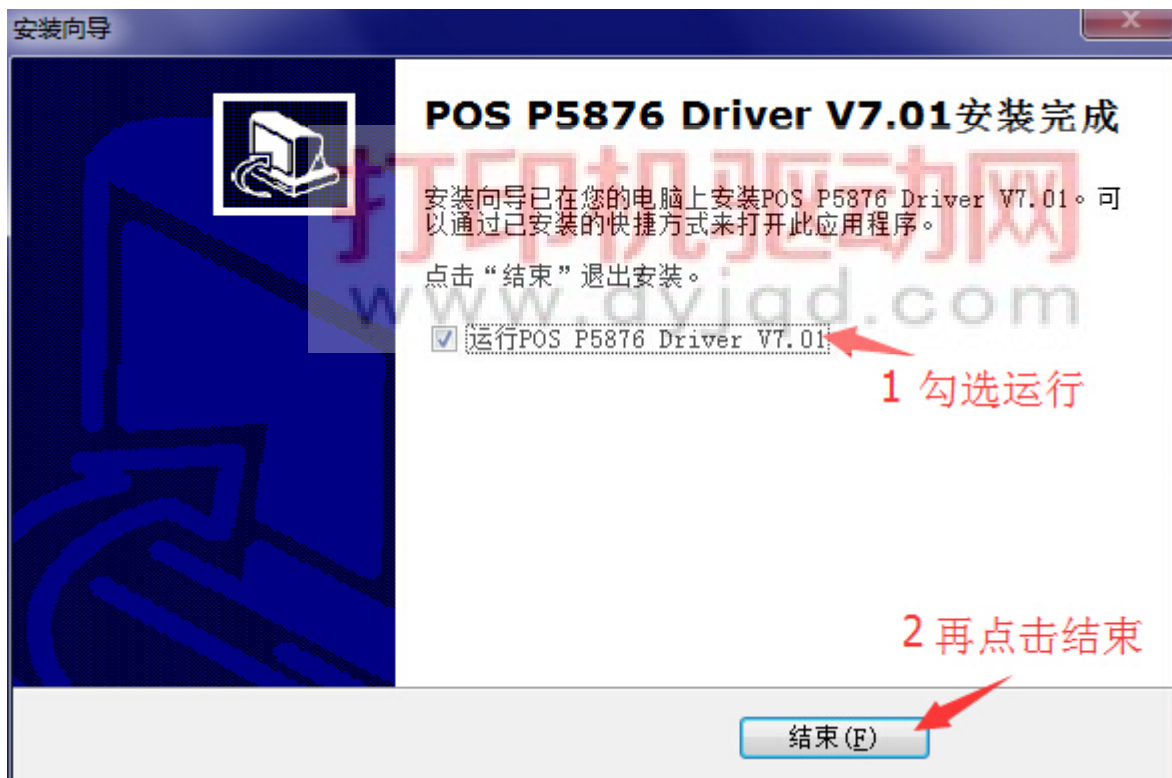 安装向导
POS P5876 Driver V7.01安装完成
打印机驱动网
安装向导已在您的电脑上安装POS P5876 Driver V7.01。可
以通过已安装的快捷方式来打开此应用程序。
点击“结束”退出安装。
www.dyjqd.com
运行POS P5876 Driver V7.01
1 勾选运行
2 再点击结束
结束(F)